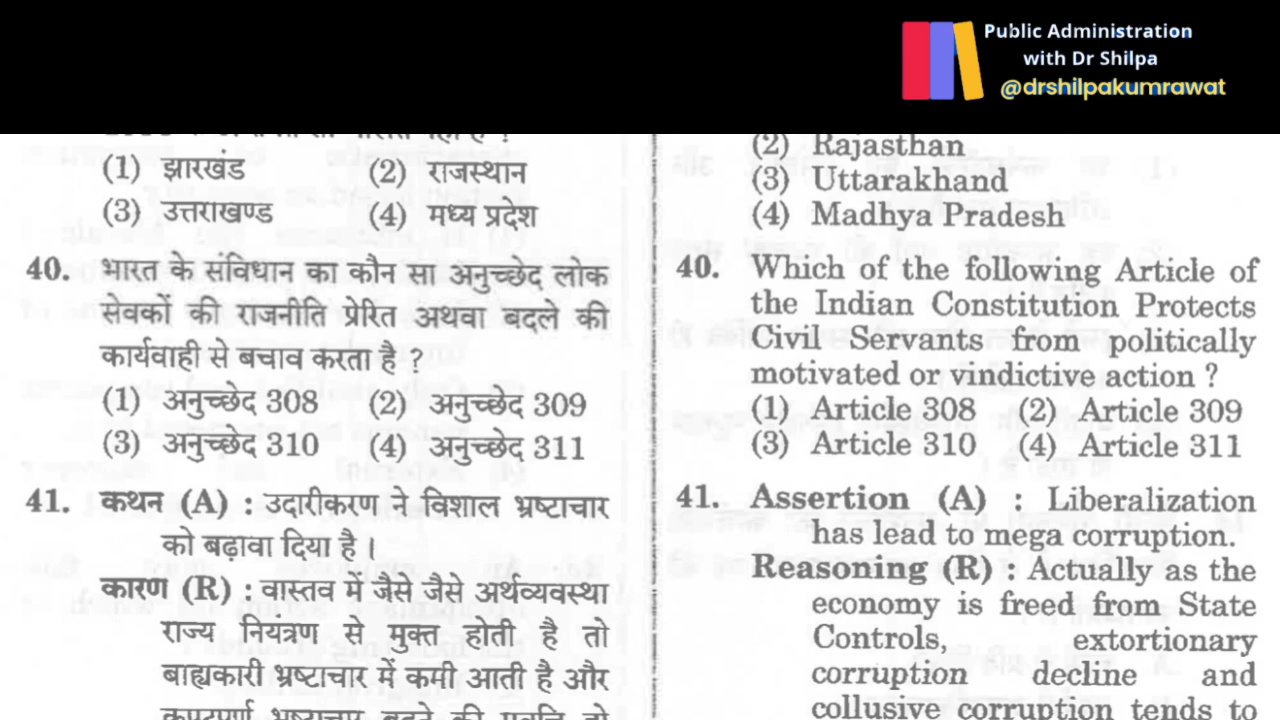 Public Administration
with Dr Shilpa
@drshilpakumrawat
(1) झारखंड (2) राजस्थान
(3) उत्तराखण्ड (4) मध्य प्रदेश
40. भारत के संविधान का कौन सा अनुच्छेद लोक
सेवकों की राजनीति प्रेरित अथवा बदले की
कार्यवाही से बचाव करता है ?
(1) अनुच्छेद 308 (2) अनुच्छेद 309
(3) अनुच्छेद 310 (4) अनुच्छेद 311
41. कथन (A) : उदारीकरण ने विशाल भ्रष्टाचार
को बढ़ावा दिया है।
कारण (R) : वास्तव में जैसे जैसे अर्थव्यवस्था
राज्य नियंत्रण से मुक्त होती है तो
बाह्यकारी भ्रष्टाचार में कमी आती है और
(2) Rajasthan
(3) Uttarakhand
(4) Madhya Pradesh
40. Which of the following Article of
the Indian Constitution Protects
Civil Servants from politically
motivated or vindictive action ?
(1) Article 308 (2) Article 309
(3) Article 310 (4) Article 311
41. Assertion (A) : Liberalization
has lead to mega corruption.
Reasoning (R) : Actually as the
economy is freed from State
Controls, extortionary
corruption decline and
collusive corruption tends to